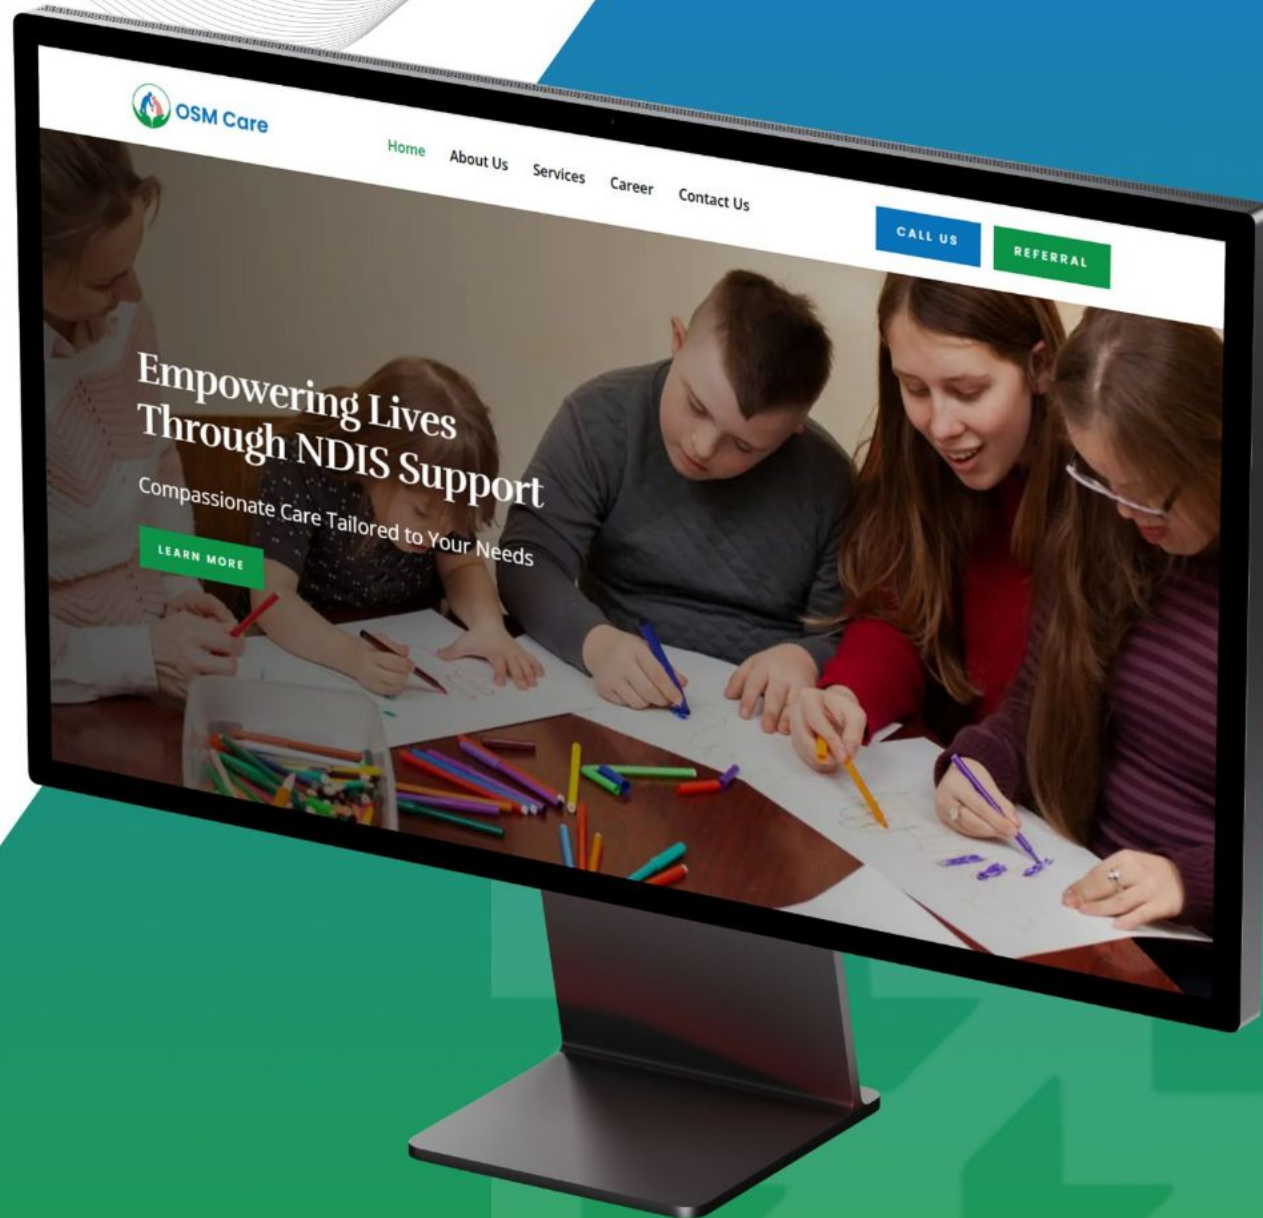 OSM Care
Home
About Us
Services
Career
Contact Us
CALL US
REFERRAL
Empowering Lives
Through NDIS Support
Compassionate Care Tailored to Your Needs
LEARN MORE